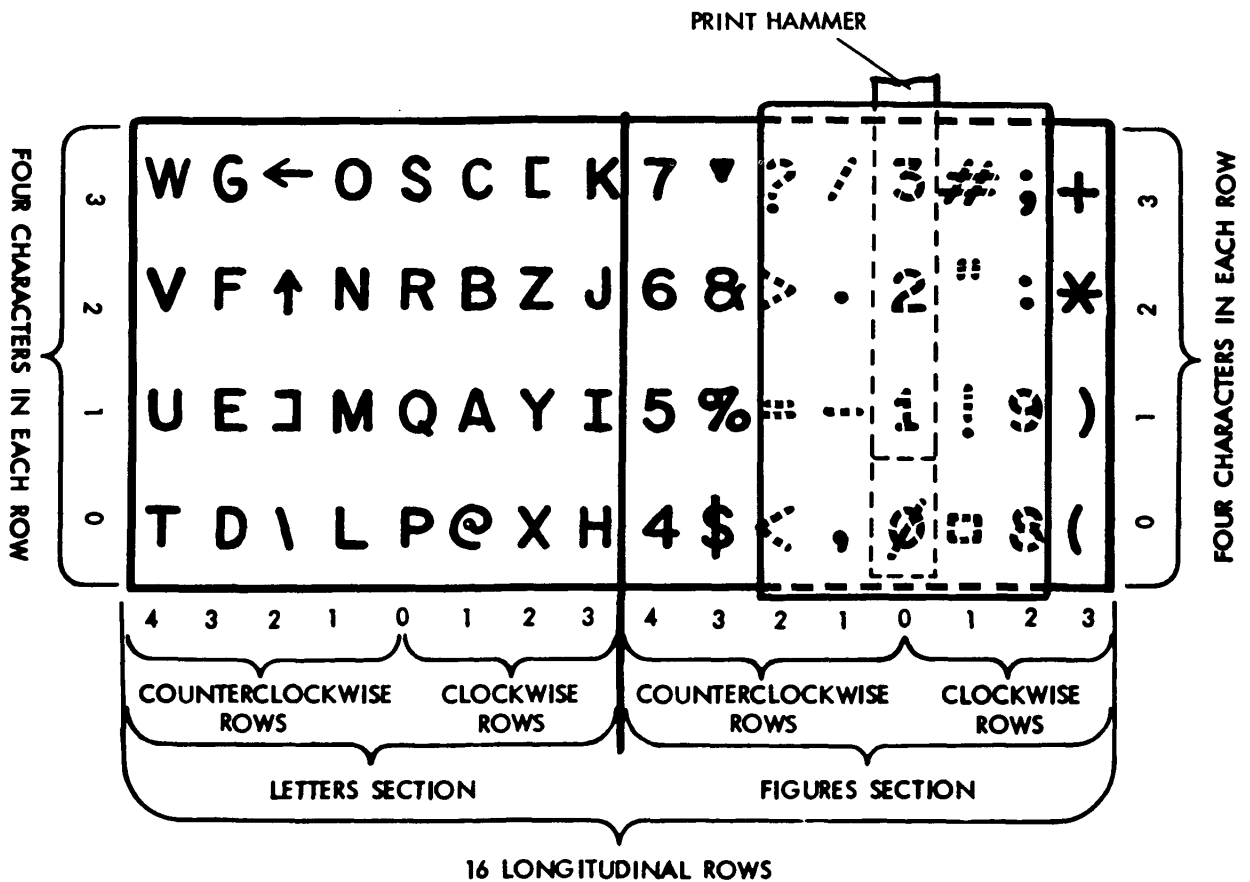 PRINT HAMMER
FOUR CHARACTERS IN EACH ROW
3 W G ← O S C [ K 7 ▼ ? / 3 # ; + 3
2 V F ↑ N R B Z J 6 & > . 2 " : * 2
1 U E ] M Q A Y I 5 % = - 1 ! 9 ) 1
0 T D \ L P @ X H 4 $ < , Ø □ 8 ( 0
FOUR CHARACTERS IN EACH ROW
4 3 2 1 0 1 2 3 4 3 2 1 0 1 2 3
COUNTERCLOCKWISE ROWS
CLOCKWISE ROWS
COUNTERCLOCKWISE ROWS
CLOCKWISE ROWS
LETTERS SECTION
FIGURES SECTION
16 LONGITUDINAL ROWS